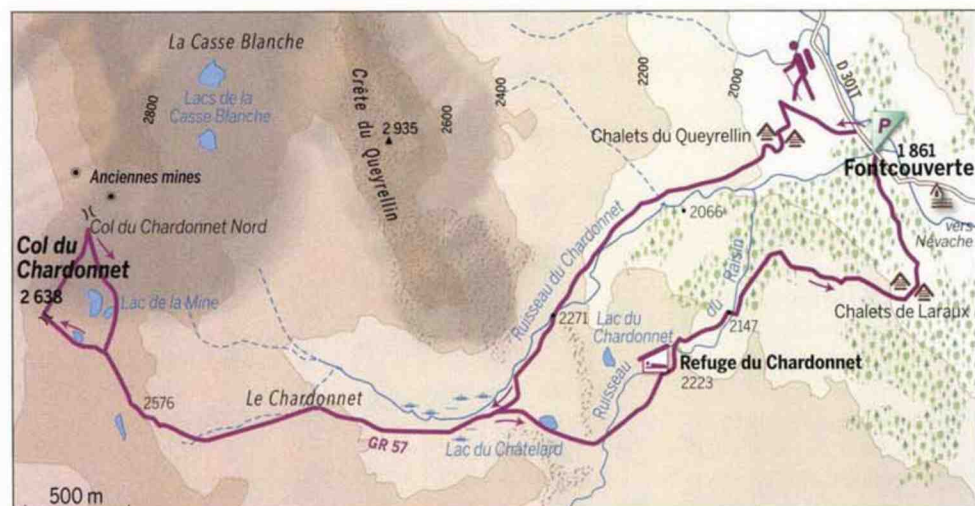 La Casse Blanche
Lacs de la
Casse Blanche
2800
Crête du Queyrellin
2 935
2600
2400
2200
2000
D 301T
P
1 861
Fontcouverte
vers
Névache
Chalets du Queyrellin
Anciennes mines
Col du Chardonnet Nord
Col du
Chardonnet
2 638
Lac de la Mine
2066
Ruisseau du Chardonnet
2271
Lac du
Chardonnet
Ruisseau du Raisin
2147
Chalets de Laraux
Refuge du Chardonnet
2223
2576
Le Chardonnet
GR 57
Lac du Châtelard
500 m